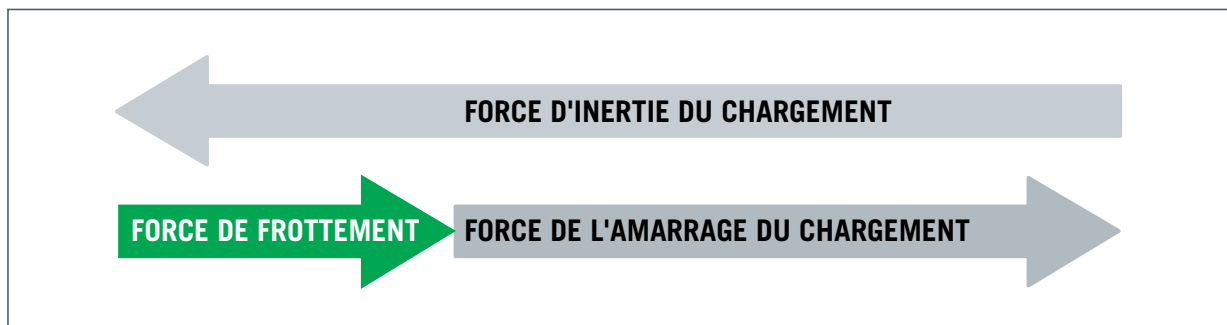 FORCE D'INERTIE DU CHARGEMENT
FORCE DE FROTTEMENT
FORCE DE L'AMARRAGE DU CHARGEMENT